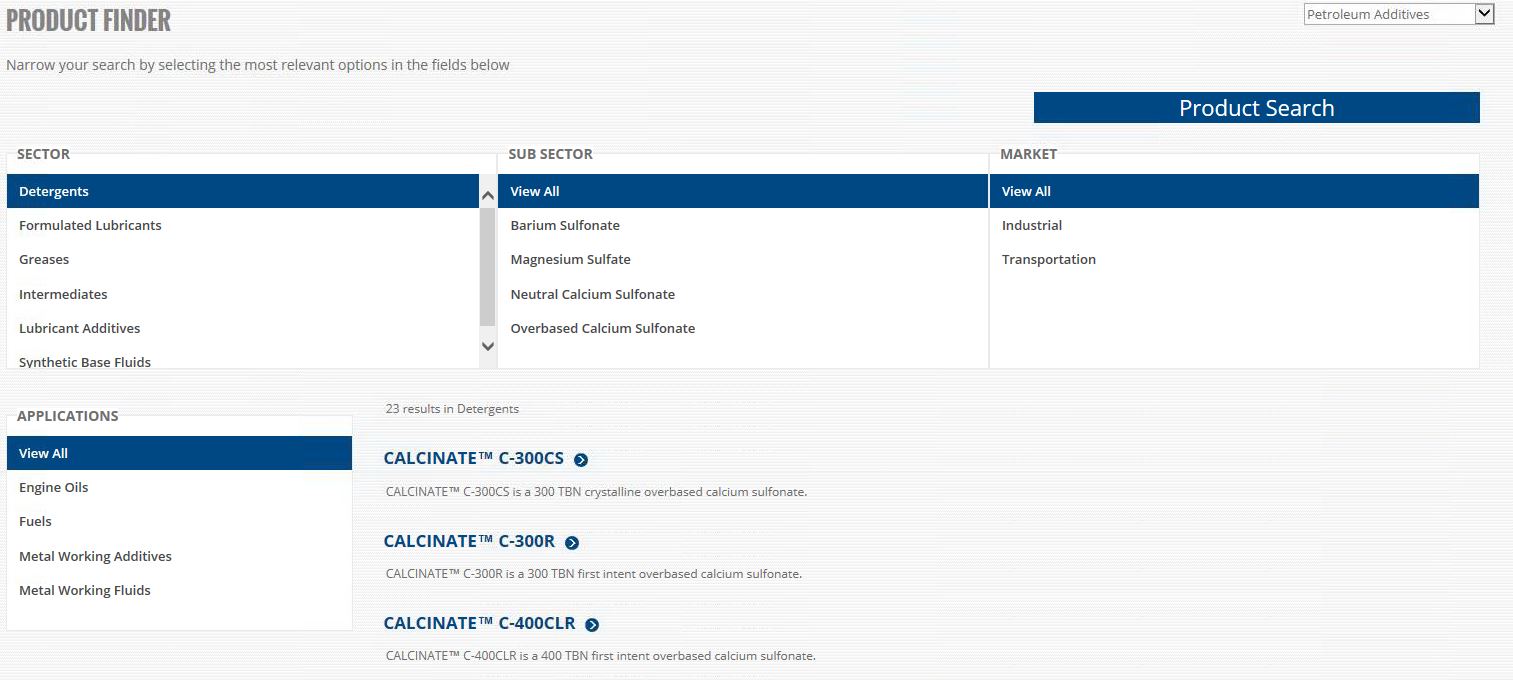 PRODUCT FINDER
Petroleum Additives
Narrow your search by selecting the most relevant options in the fields below
Product Search
SECTOR
Detergents
Formulated Lubricants
Greases
Intermediates
Lubricant Additives
Synthetic Base Fluids
SUB SECTOR
View All
Barium Sulfonate
Magnesium Sulfate
Neutral Calcium Sulfonate
Overbased Calcium Sulfonate
MARKET
View All
Industrial
Transportation
APPLICATIONS
View All
Engine Oils
Fuels
Metal Working Additives
Metal Working Fluids
23 results in Detergents
CALCINATE™ C-300CS
CALCINATE™ C-300CS is a 300 TBN crystalline overbased calcium sulfonate.
CALCINATE™ C-300R
CALCINATE™ C-300R is a 300 TBN first intent overbased calcium sulfonate.
CALCINATE™ C-400CLR
CALCINATE™ C-400CLR is a 400 TBN first intent overbased calcium sulfonate.